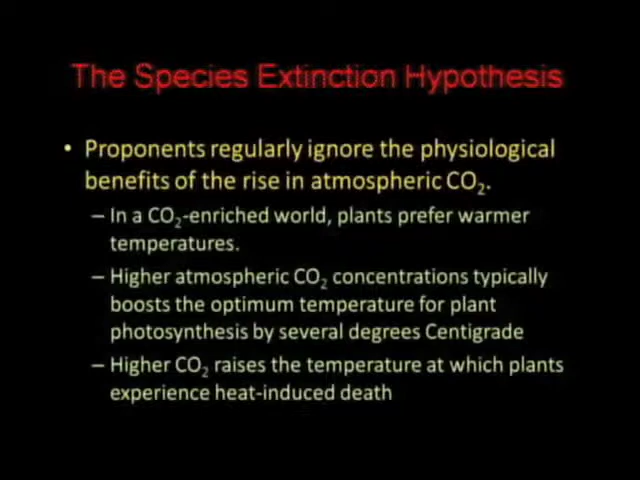 The Species Extinction Hypothesis
• Proponents regularly ignore the physiological
benefits of the rise in atmospheric CO₂.
– In a CO₂-enriched world, plants prefer warmer
temperatures.
– Higher atmospheric CO₂ concentrations typically
boosts the optimum temperature for plant
photosynthesis by several degrees Centigrade
– Higher CO₂ raises the temperature at which plants
experience heat-induced death